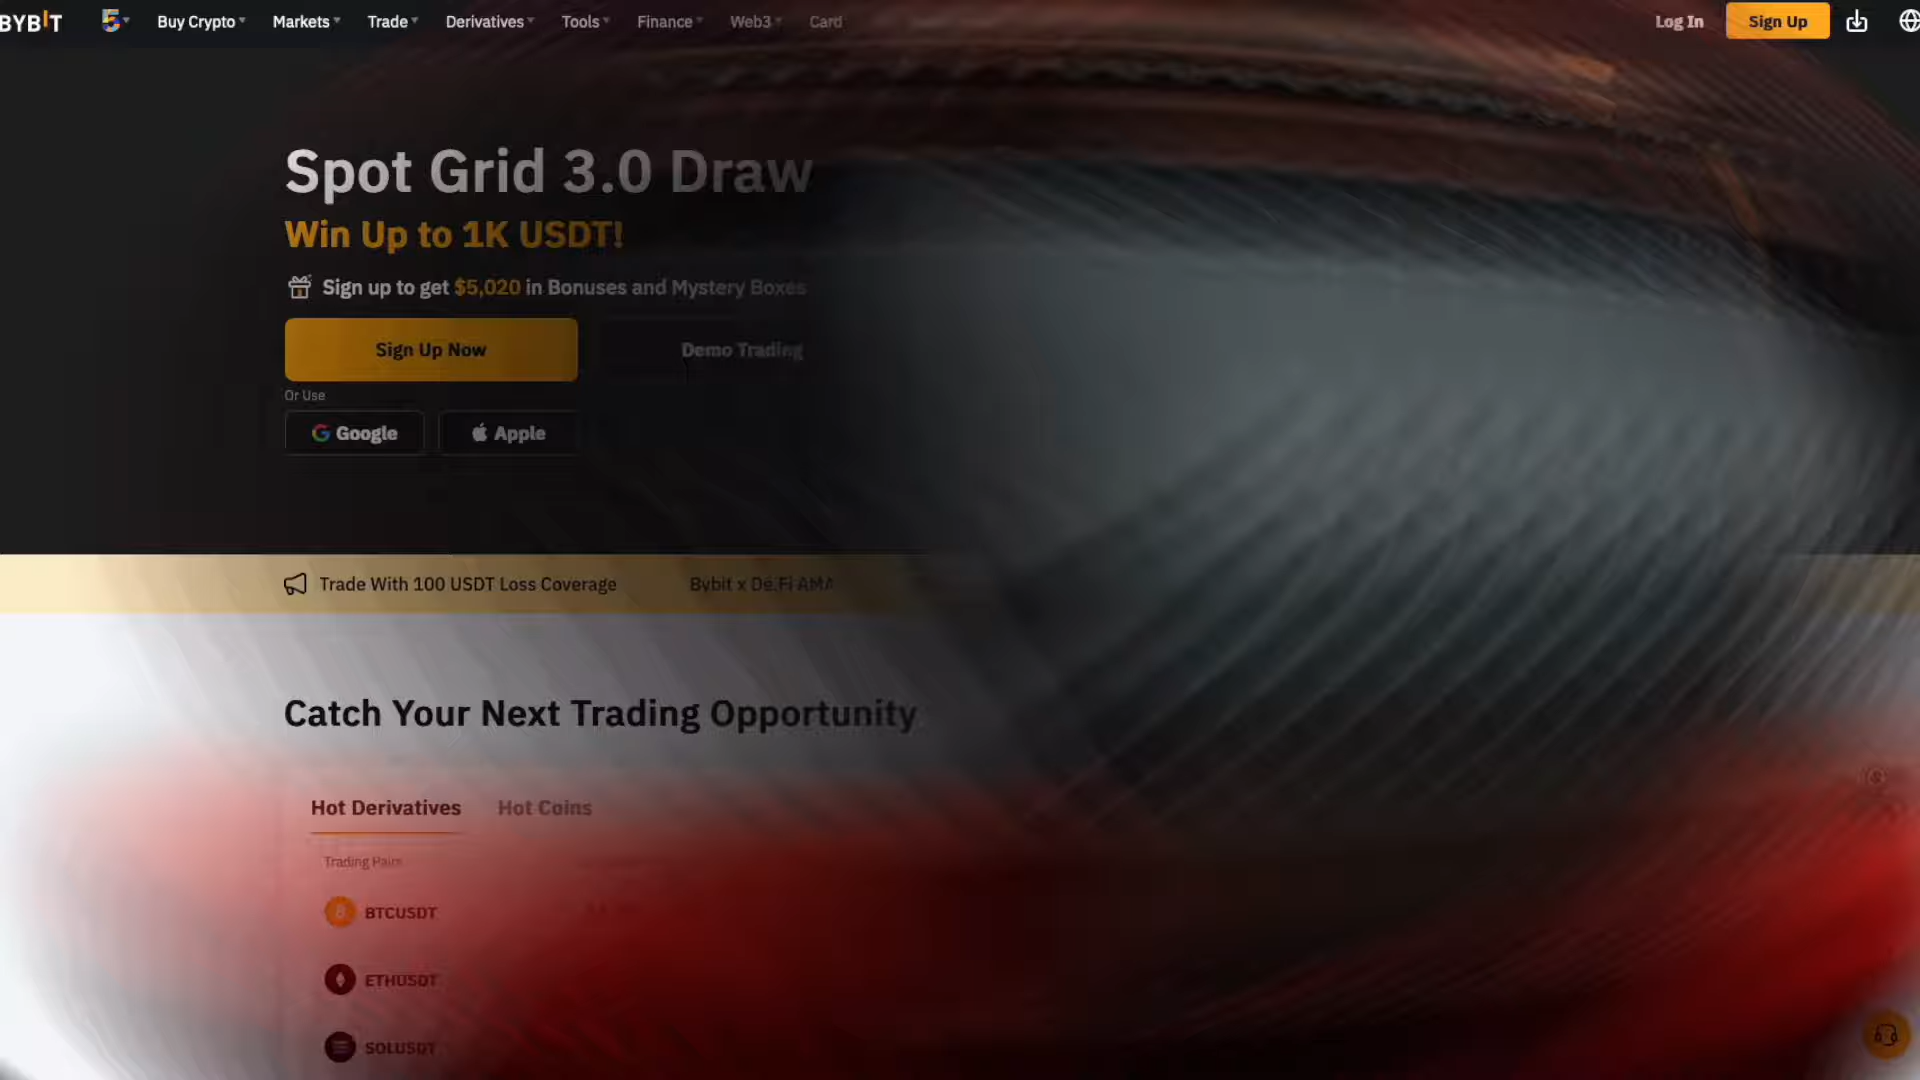 BYBIT
Buy Crypto
Markets
Trade
Derivatives
Tools
Finance
Web3
Card
Log In
Sign Up
Spot Grid 3.0 Draw
Win Up to 1K USDT!
Sign up to get $5,020 in Bonuses and Mystery Boxes
Sign Up Now
Demo Trading
Or Use
Google
Apple
Trade With 100 USDT Loss Coverage
Bybit x De.Fi AMA
Catch Your Next Trading Opportunity
Hot Derivatives
Hot Coins
Trading Pairs
BTCUSDT
ETHUSDT
SOLUSDT